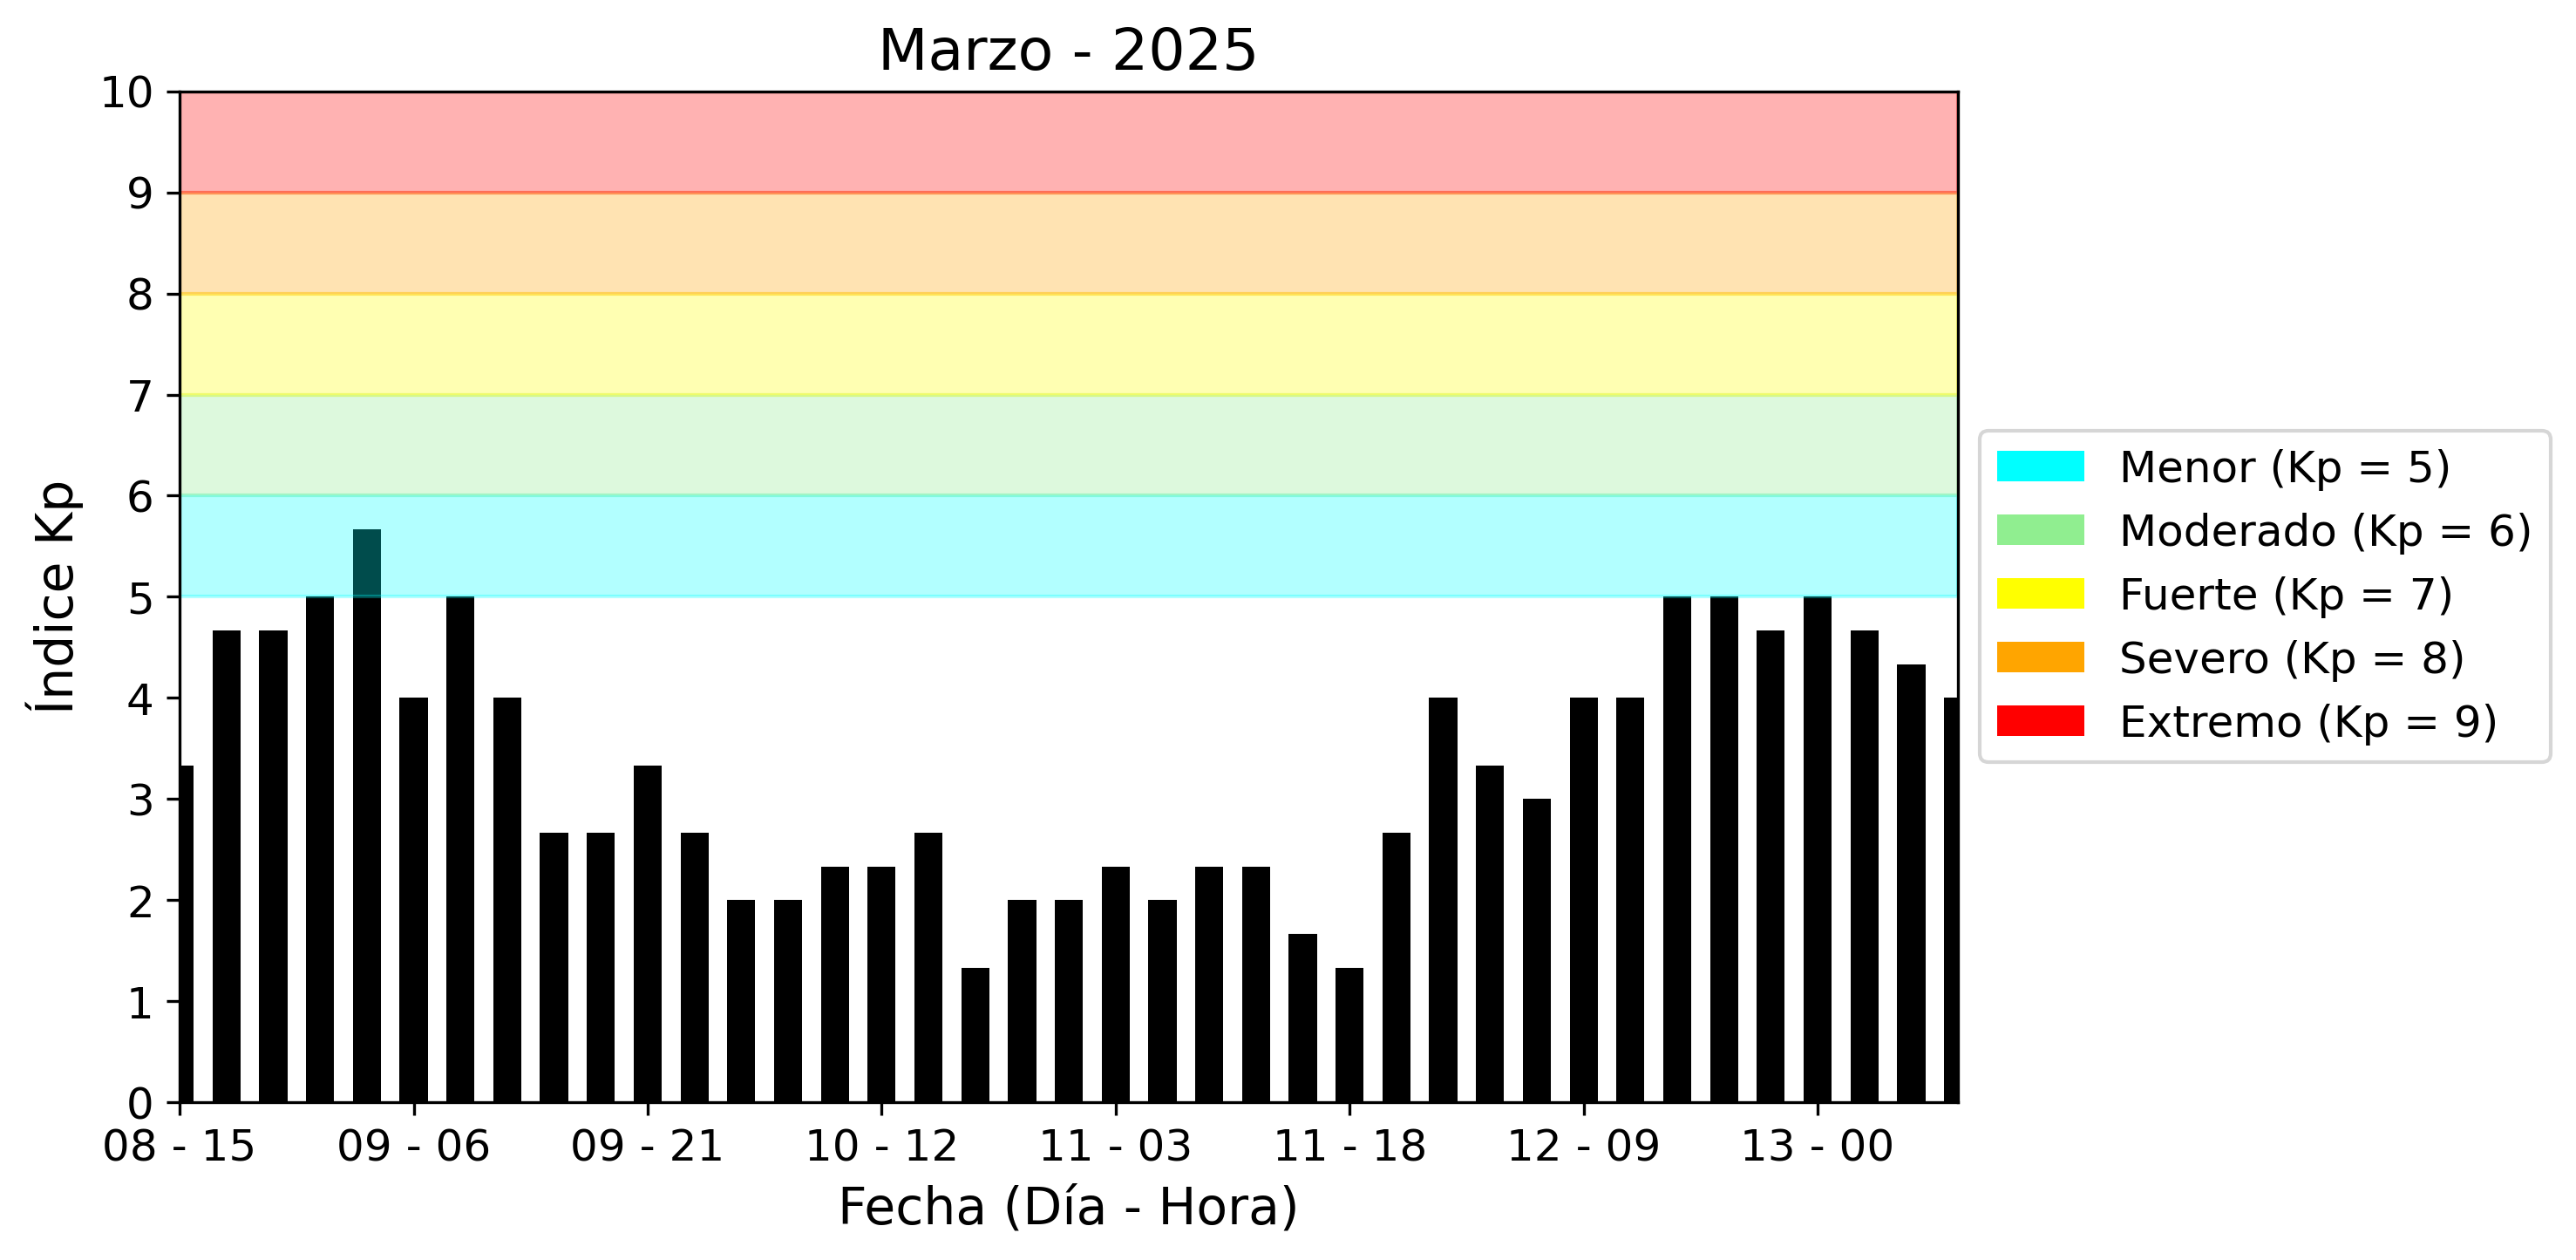 Marzo - 2025
10
9
8
7
6
5
4
3
2
1
0
Índice Kp
08 - 15
09 - 06
09 - 21
10 - 12
11 - 03
11 - 18
12 - 09
13 - 00
Fecha (Día - Hora)
Menor (Kp = 5)
Moderado (Kp = 6)
Fuerte (Kp = 7)
Severo (Kp = 8)
Extremo (Kp = 9)